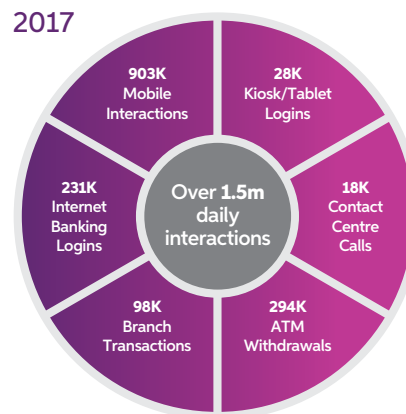 2017
903K
Mobile
Interactions
28K
Kiosk/Tablet
Logins
231K
Internet
Banking
Logins
Over 1.5m
daily
interactions
18K
Contact
Centre
Calls
98K
Branch
Transactions
294K
ATM
Withdrawals